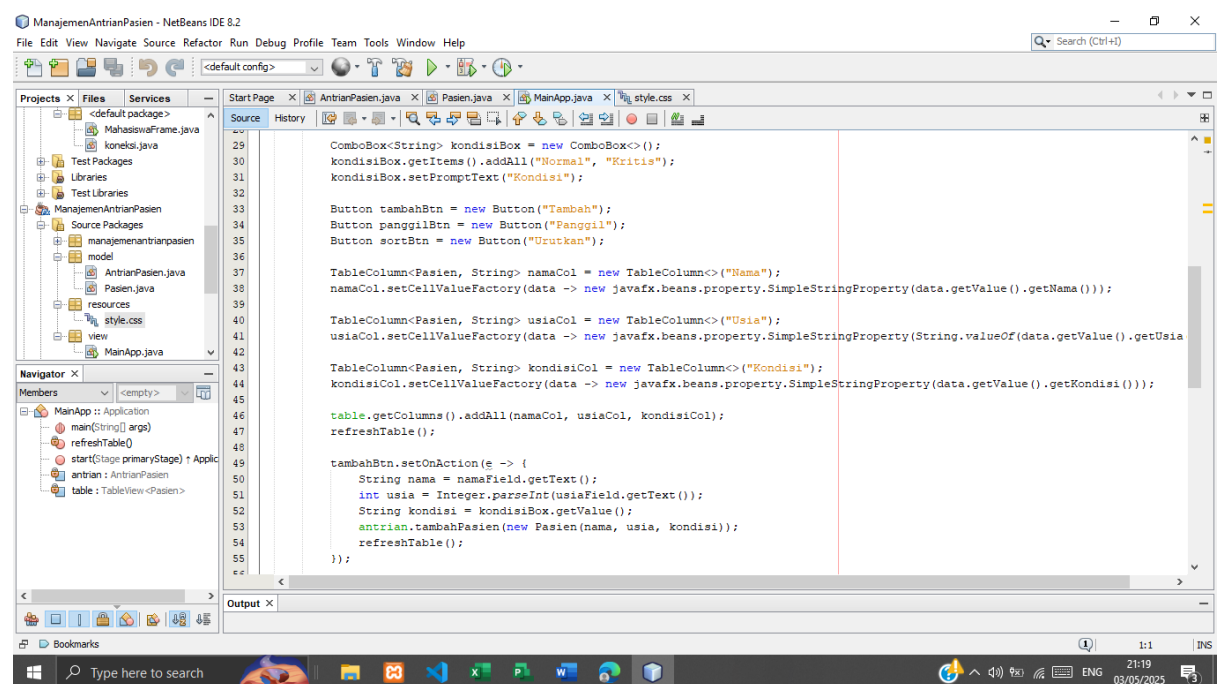 ManajemenAntrianPasien - NetBeans IDE 8.2
File Edit View Navigate Source Refactor Run Debug Profile Team Tools Window Help
Search (Ctrl+I)
<default config>
Projects Files Services
Start Page AntrianPasien.java Pasien.java MainApp.java style.css
<default package>
MahasiswaFrame.java
koneksi.java
Test Packages
Libraries
Test Libraries
ManajemenAntrianPasien
Source Packages
manajemenantrianpasien
model
AntrianPasien.java
Pasien.java
resources
style.css
view
MainApp.java
Navigator
Members <empty>
MainApp :: Application
main(String[] args)
refreshTable()
start(Stage primaryStage) ↑ Applic
antrian : AntrianPasien
table : TableView<Pasien>
Source History
28
29 ComboBox<String> kondisiBox = new ComboBox<>();
30 kondisiBox.getItems().addAll("Normal", "Kritis");
31 kondisiBox.setPromptText("Kondisi");
32
33 Button tambahBtn = new Button("Tambah");
34 Button panggilBtn = new Button("Panggil");
35 Button sortBtn = new Button("Urutkan");
36
37 TableColumn<Pasien, String> namaCol = new TableColumn<>("Nama");
38 namaCol.setCellValueFactory(data -> new javafx.beans.property.SimpleStringProperty(data.getValue().getNama()));
39
40 TableColumn<Pasien, String> usiaCol = new TableColumn<>("Usia");
41 usiaCol.setCellValueFactory(data -> new javafx.beans.property.SimpleStringProperty(String.valueOf(data.getValue().getUsia
42
43 TableColumn<Pasien, String> kondisiCol = new TableColumn<>("Kondisi");
44 kondisiCol.setCellValueFactory(data -> new javafx.beans.property.SimpleStringProperty(data.getValue().getKondisi()));
45
46 table.getColumns().addAll(namaCol, usiaCol, kondisiCol);
47 refreshTable();
48
49 tambahBtn.setOnAction(e -> {
50 String nama = namaField.getText();
51 int usia = Integer.parseInt(usiaField.getText());
52 String kondisi = kondisiBox.getValue();
53 antrian.tambahPasien(new Pasien(nama, usia, kondisi));
54 refreshTable();
55 });
56
Output
Bookmarks
1 1:1 INS
Type here to search
ENG 21:19
03/05/2025 3